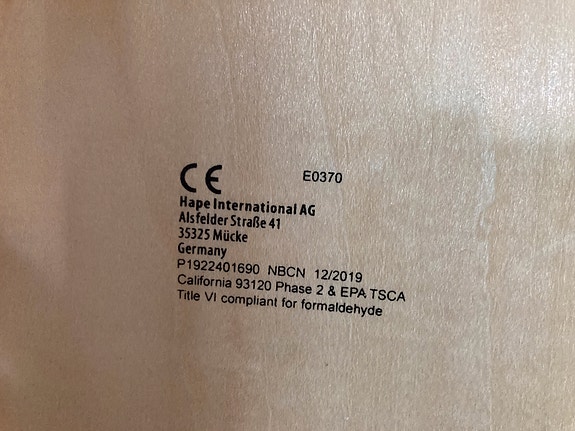 CE E0370
Hape International AG
Alsfelder Straße 41
35325 Mücke
Germany
P1922401690 NBCN 12/2019
California 93120 Phase 2 & EPA TSCA
Title VI compliant for formaldehyde